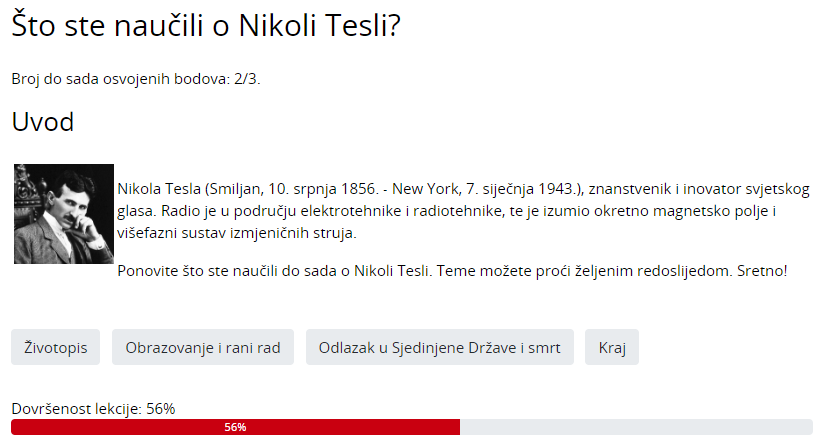 Što ste naučili o Nikoli Tesli?
Broj do sada osvojenih bodova: 2/3.
Uvod
Nikola Tesla (Smiljan, 10. srpnja 1856. - New York, 7. siječnja 1943.), znanstvenik i inovator svjetskog
glasa. Radio je u području elektrotehnike i radiotehnike, te je izumio okretno magnetsko polje i
višefazni sustav izmjeničnih struja.
Ponovite što ste naučili do sada o Nikoli Tesli. Teme možete proći željenim redoslijedom. Sretno!
Životopis
Obrazovanje i rani rad
Odlazak u Sjedinjene Države i smrt
Kraj
Dovršenost lekcije: 56%
56%